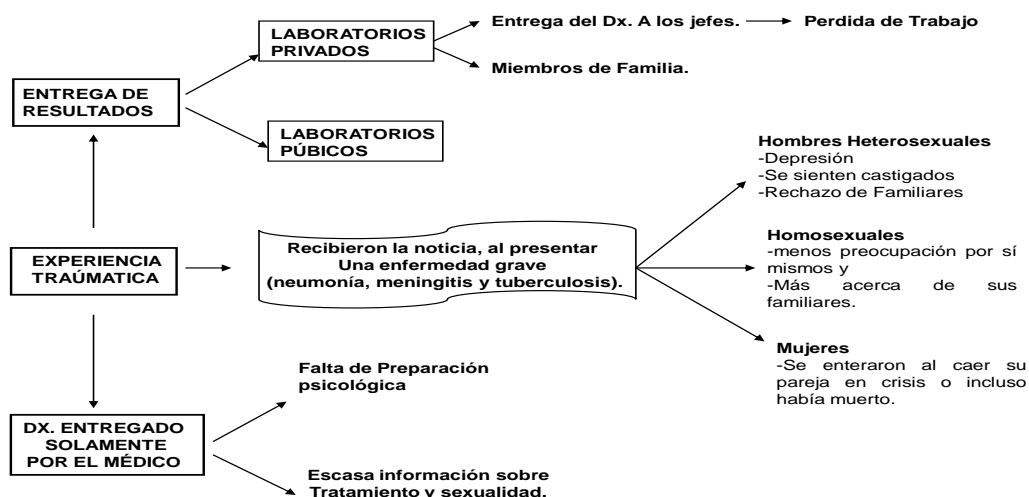 LABORATORIOS
PRIVADOS
Entrega del Dx. A los jefes.
Perdida de Trabajo
Miembros de Familia.
ENTREGA DE
RESULTADOS
LABORATORIOS
PÚBICOS
Hombres Heterosexuales
-Depresión
-Se sienten castigados
-Rechazo de Familiares
EXPERIENCIA
TRAÚMATICA
Recibieron la noticia, al presentar
Una enfermedad grave
(neumonía, meningitis y tuberculosis).
Homosexuales
-menos preocupación por sí
mismos y
-Más acerca de sus
familiares.
Mujeres
-Se enteraron al caer su
pareja en crisis o incluso
había muerto.
DX. ENTREGADO
SOLAMENTE
POR EL MÉDICO
Falta de Preparación
psicológica
Escasa información sobre
Tratamiento y sexualidad.